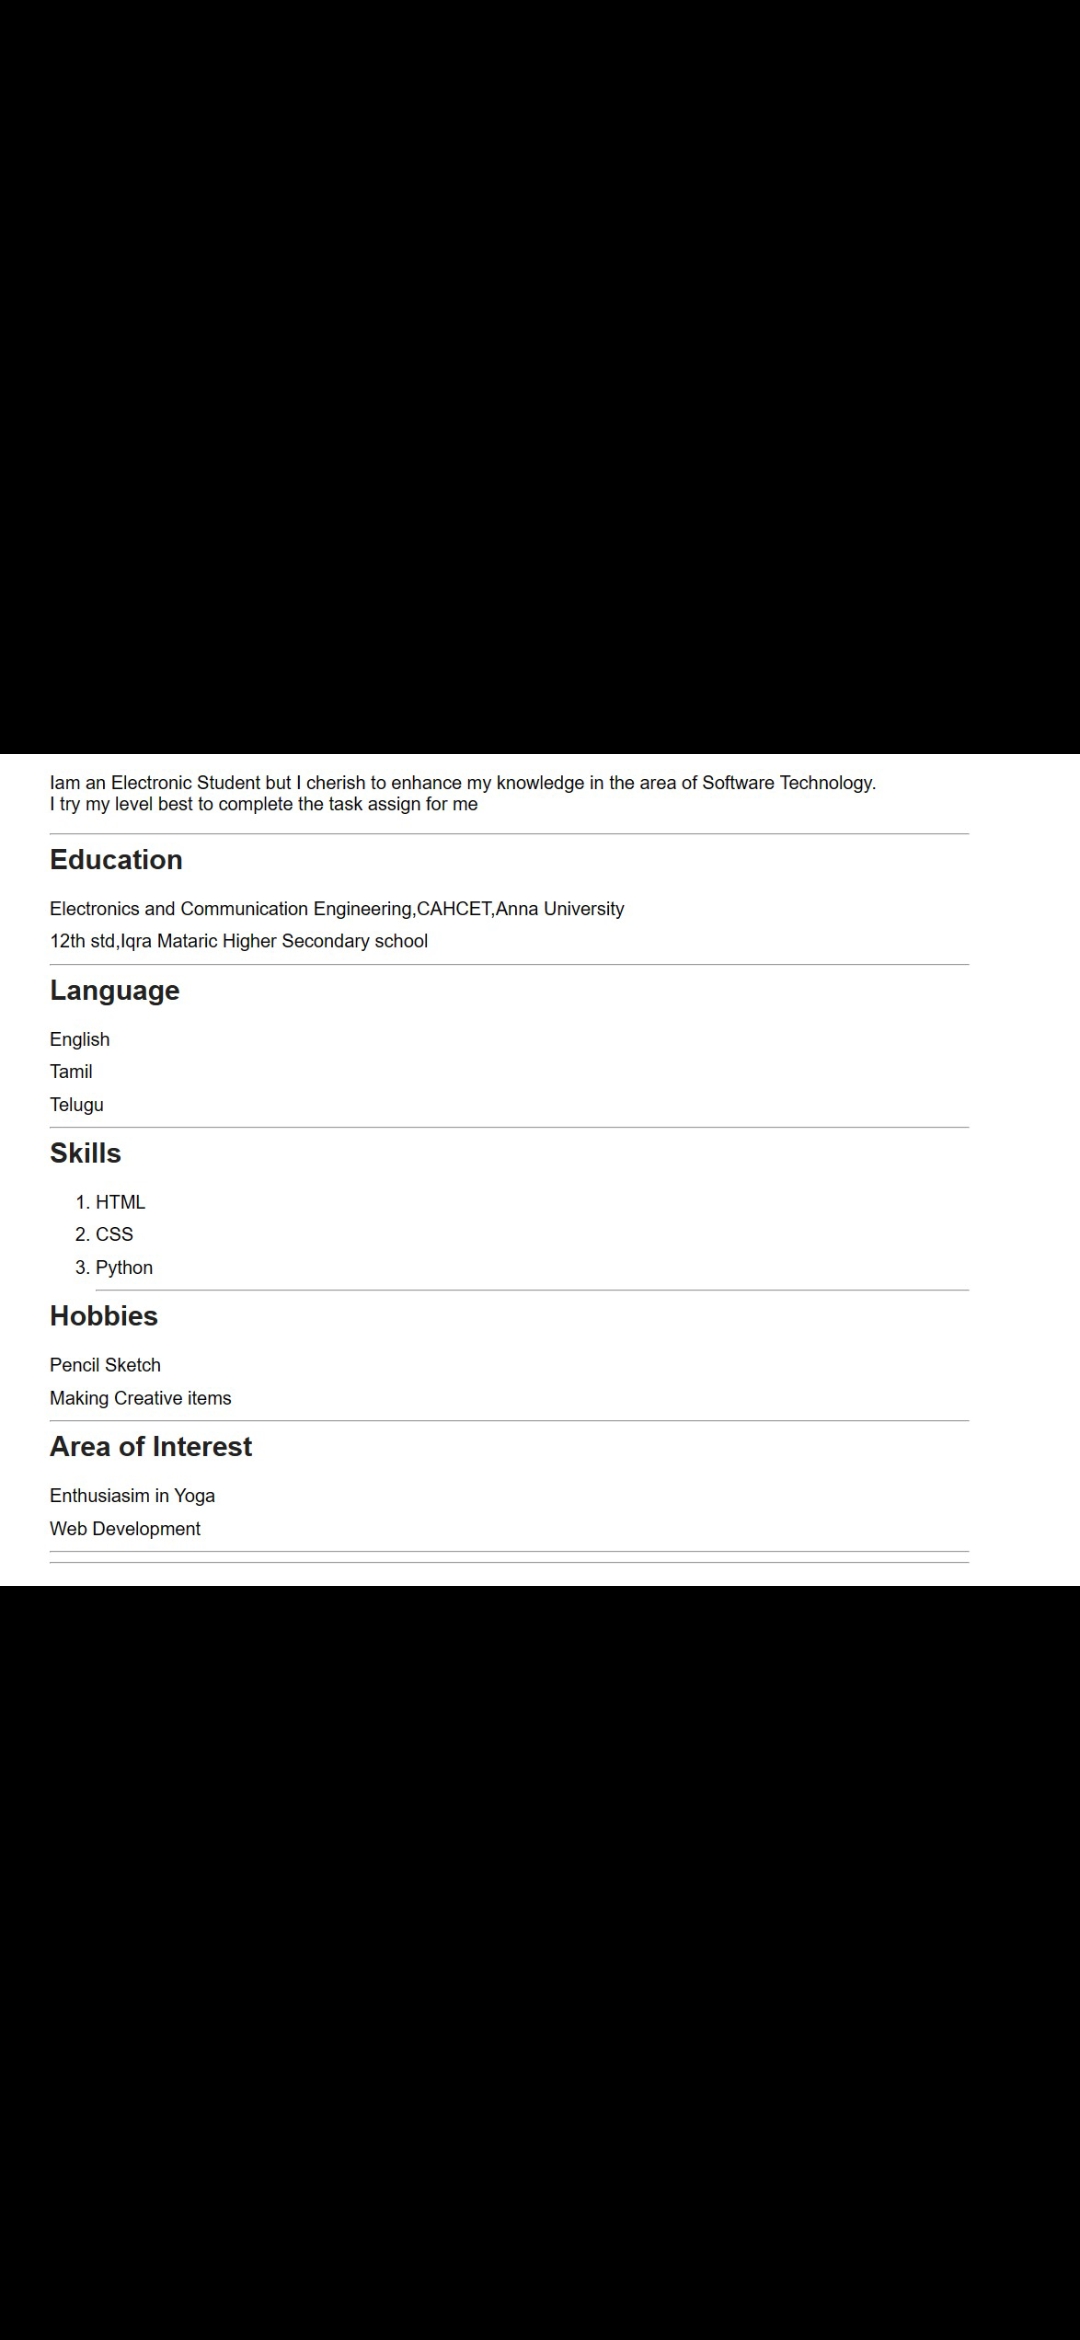 Iam an Electronic Student but I cherish to enhance my knowledge in the area of Software Technology.
I try my level best to complete the task assign for me
Education
Electronics and Communication Engineering,CAHCET,Anna University
12th std,Iqra Mataric Higher Secondary school
Language
English
Tamil
Telugu
Skills
1. HTML
2. CSS
3. Python
Hobbies
Pencil Sketch
Making Creative items
Area of Interest
Enthusiasim in Yoga
Web Development